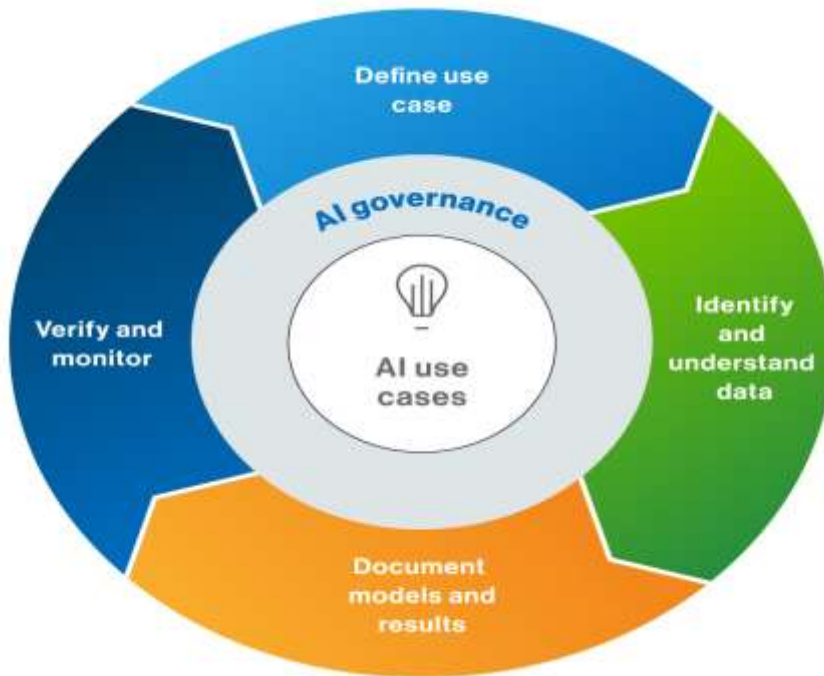 Define use
case
AI governance
AI use
cases
Identify
and
understand
data
Document
models and
results
Verify and
monitor